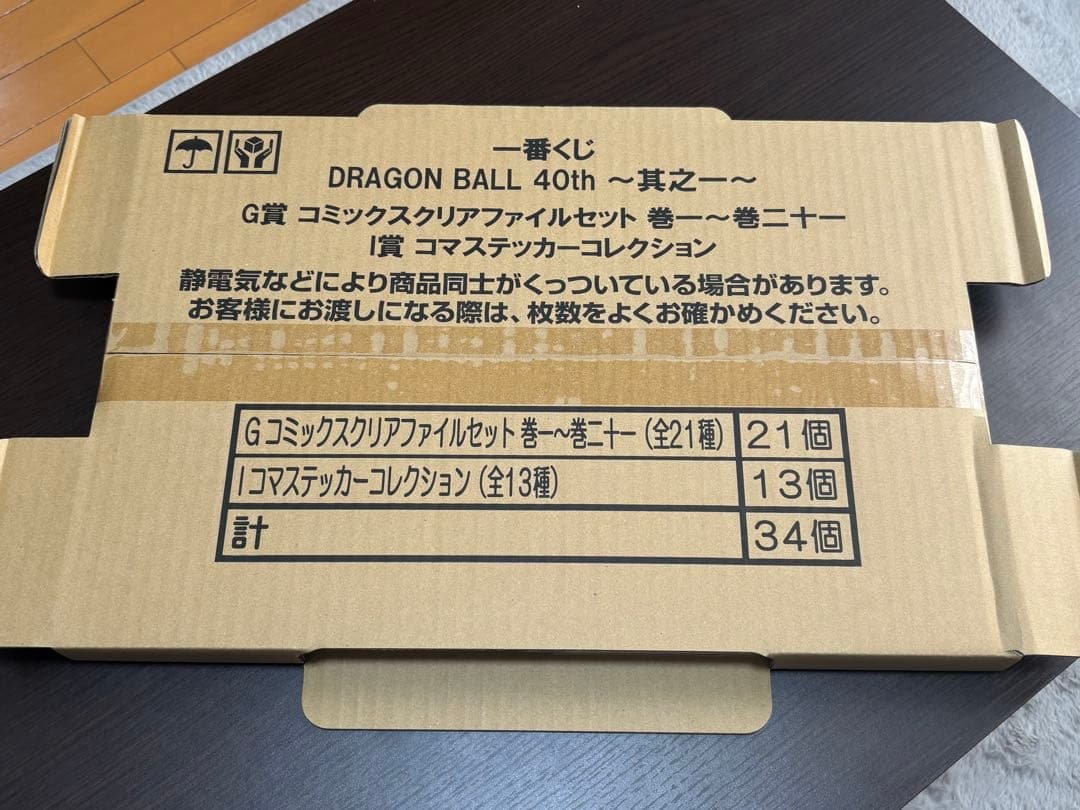 一番くじ
DRAGON BALL 40th ～其之一～
G賞 コミックスクリアファイルセット 巻一～巻二十一
I賞 コマステッカーコレクション
静電気などにより商品同士がくっついている場合があります。
お客様にお渡しになる際は、枚数をよくお確かめください。
G コミックスクリアファイルセット 巻一～巻二十一（全21種） 21個
I コマステッカーコレクション（全13種） 13個
計 34個